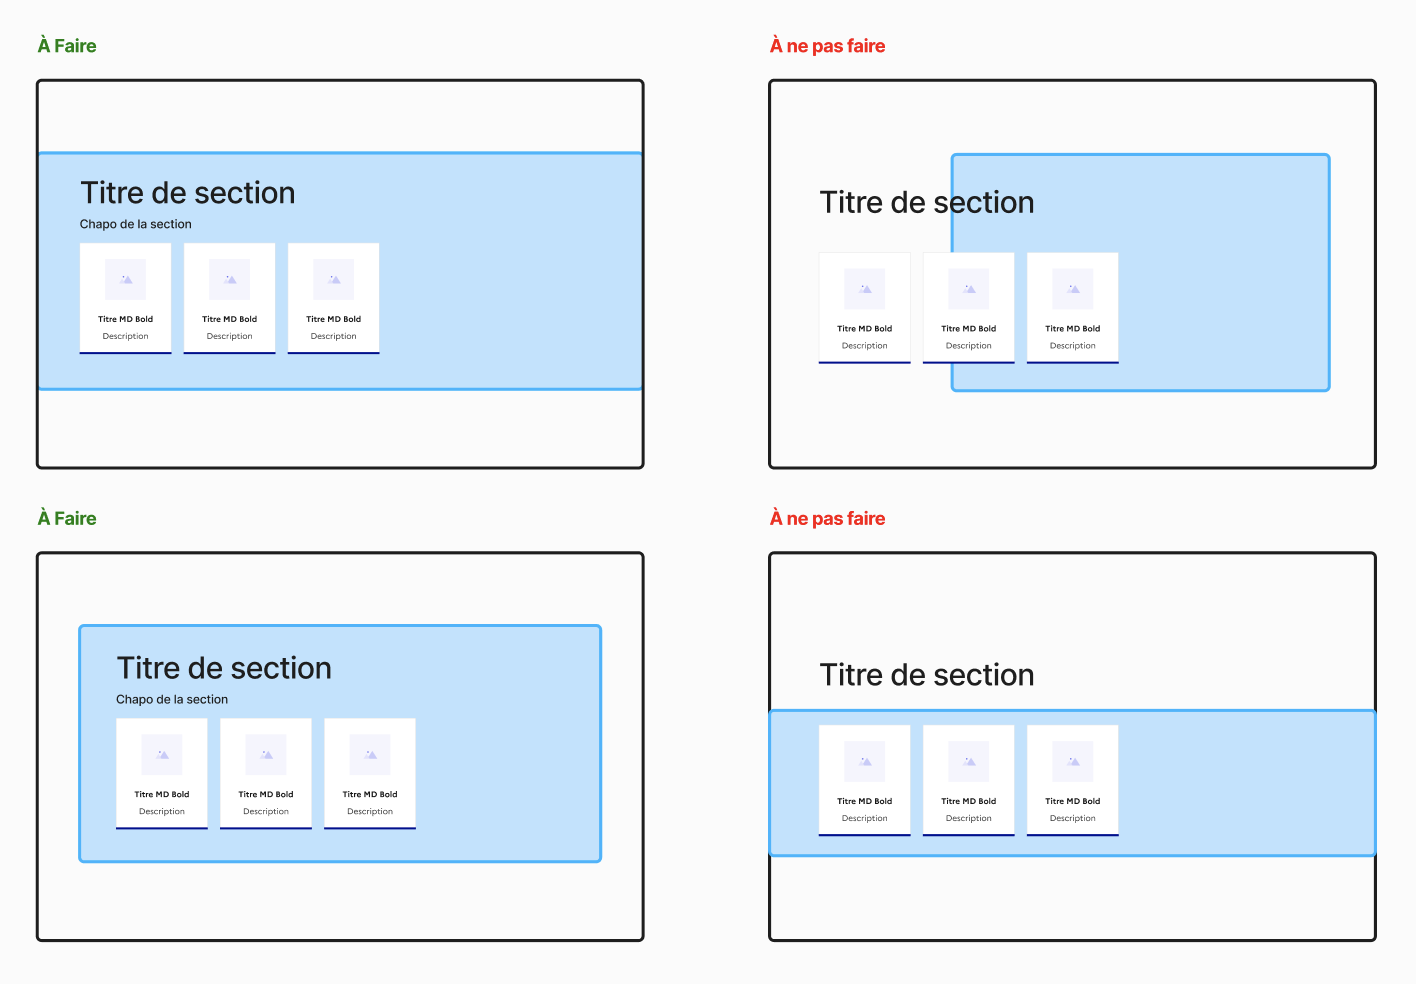 À Faire
Titre de section
Chapo de la section
Titre MD Bold
Description
Titre MD Bold
Description
Titre MD Bold
Description
À ne pas faire
Titre de section
Titre MD Bold
Description
Titre MD Bold
Description
Titre MD Bold
Description
À Faire
Titre de section
Chapo de la section
Titre MD Bold
Description
Titre MD Bold
Description
Titre MD Bold
Description
À ne pas faire
Titre de section
Titre MD Bold
Description
Titre MD Bold
Description
Titre MD Bold
Description